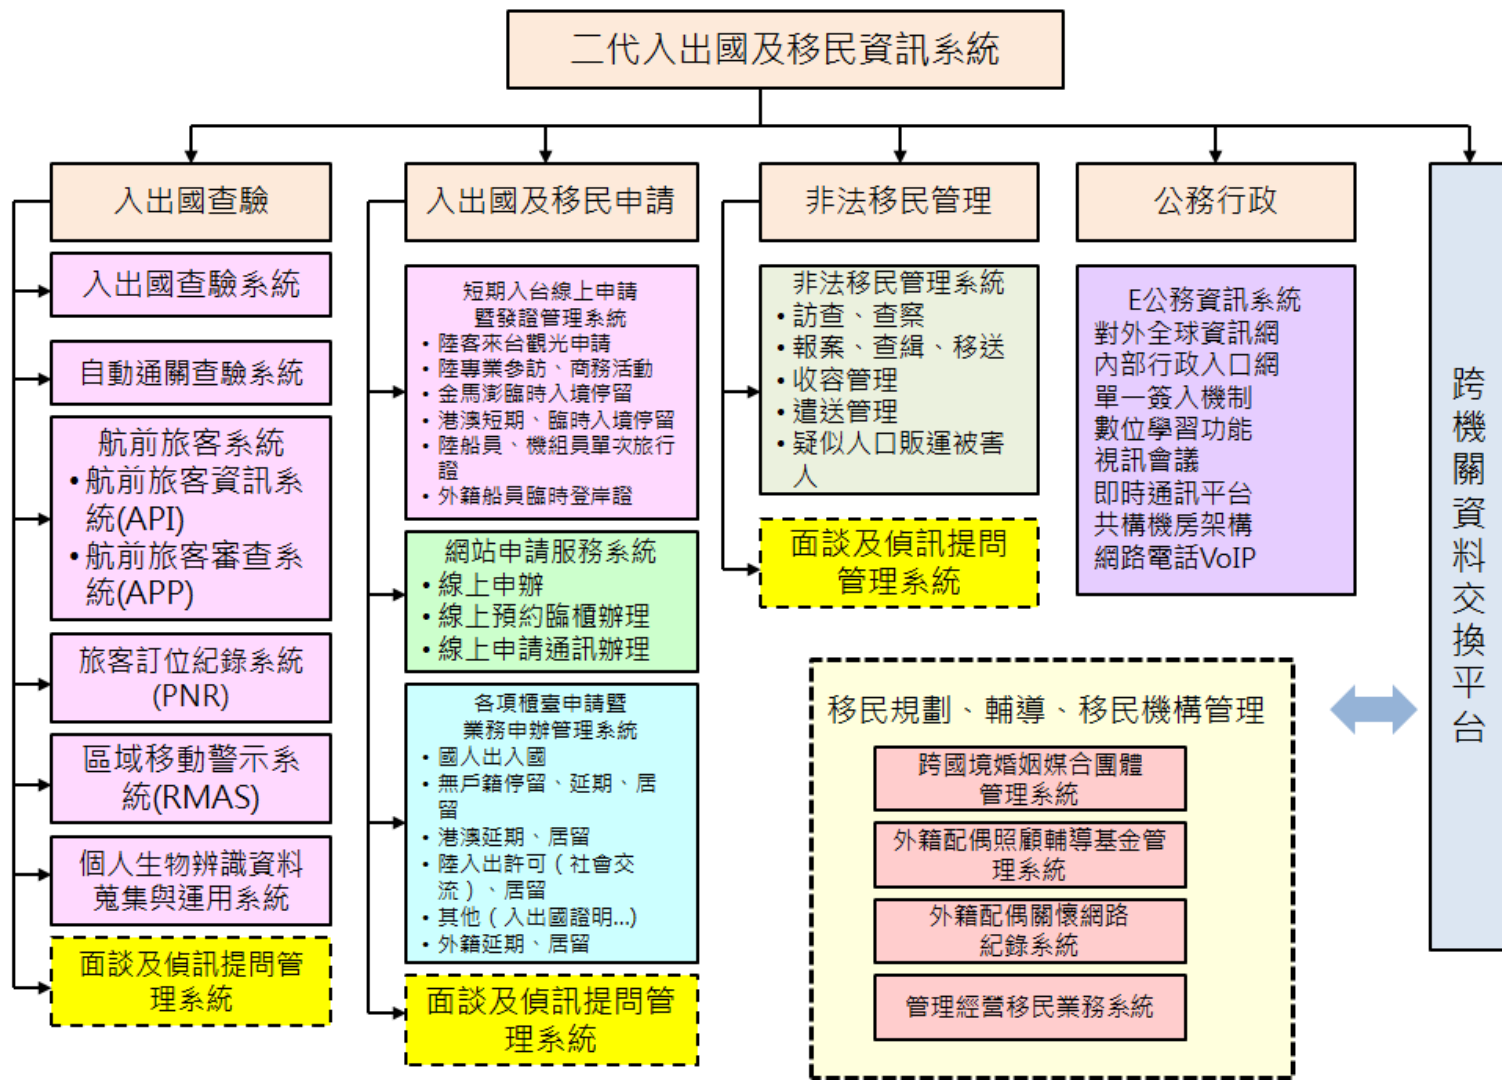 二代入出國及移民資訊系統
入出國查驗
入出國查驗系統
自動通關查驗系統
航前旅客系統
•航前旅客資訊系
統(API)
•航前旅客審查系
統(APP)
旅客訂位紀錄系統
(PNR)
區域移動警示系
統(RMAS)
個人生物辨識資料
蒐集與運用系統
面談及偵訊提問管
理系統
入出國及移民申請
短期入台線上申請
暨發證管理系統
•陸客來台觀光申請
•陸專業參訪、商務活動
•金馬澎臨時入境停留
•港澳短期、臨時入境停留
•陸船員、機組員單次旅行
證
•外籍船員臨時登岸證
網站申請服務系統
•線上申辦
•線上預約臨櫃辦理
•線上申請通訊辦理
各項櫃臺申請暨
業務申辦管理系統
•國人出入國
•無戶籍停留、延期、居
留
•港澳延期、居留
•陸入出許可（社會交
流）、居留
•其他（入出國證明...)
•外籍延期、居留
面談及偵訊提問管
理系統
非法移民管理
非法移民管理系統
•訪查、查察
•報案、查緝、移送
•收容管理
•遣送管理
•疑似人口販運被害
人
面談及偵訊提問
管理系統
公務行政
E公務資訊系統
對外全球資訊網
內部行政入口網
單一簽入機制
數位學習功能
視訊會議
即時通訊平台
共構機房架構
網路電話VoIP
移民規劃、輔導、移民機構管理
跨國境婚姻媒合團體
管理系統
外籍配偶照顧輔導基金管
理系統
外籍配偶關懷網路
紀錄系統
管理經營移民業務系統
跨機關資料交換平台